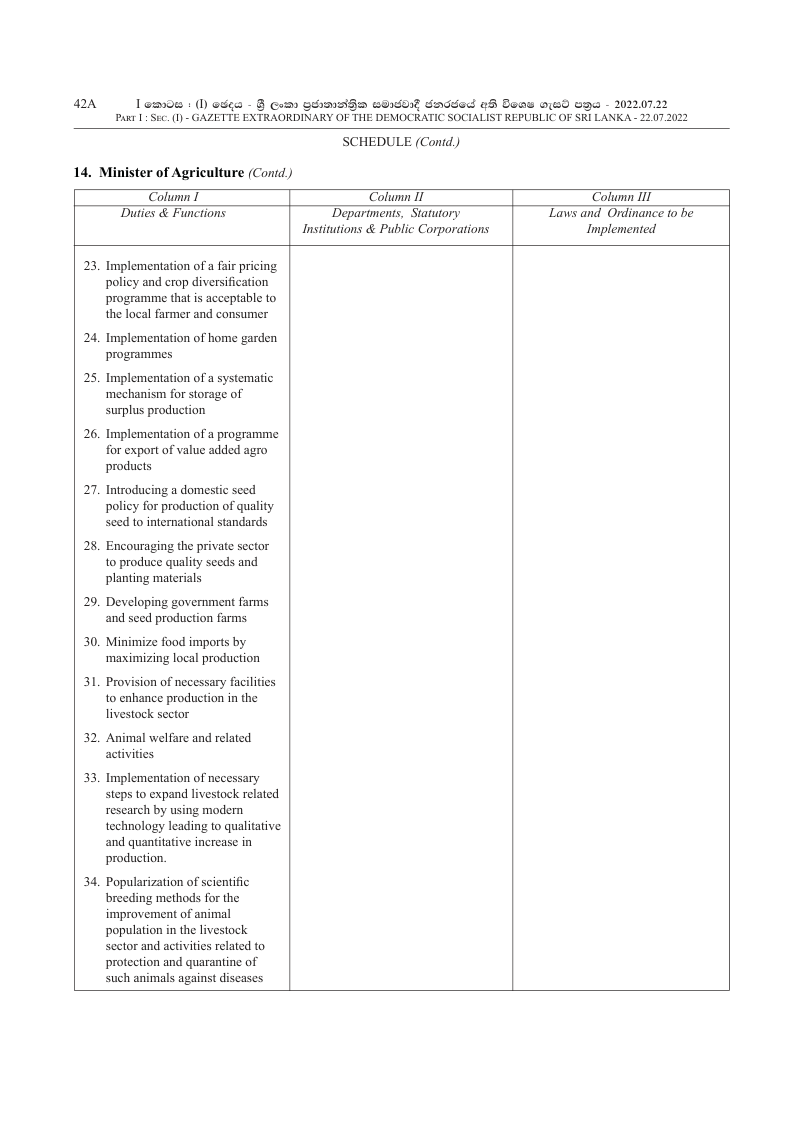 42A I කොටස : (I) ඡෙදය - ශ්‍රී ලංකා ප්‍රජාතාන්ත්‍රික සමාජවාදී ජනරජයේ අති විශෙෂ ගැසට් පත්‍රය - 2022.07.22
PART I : SEC. (I) - GAZETTE EXTRAORDINARY OF THE DEMOCRATIC SOCIALIST REPUBLIC OF SRI LANKA - 22.07.2022
SCHEDULE (Contd.)
14. Minister of Agriculture (Contd.)
Column I Column II Column III
Duties & Functions Departments, Statutory Laws and Ordinance to be
Institutions & Public Corporations Implemented
23. Implementation of a fair pricing
policy and crop diversification
programme that is acceptable to
the local farmer and consumer
24. Implementation of home garden
programmes
25. Implementation of a systematic
mechanism for storage of
surplus production
26. Implementation of a programme
for export of value added agro
products
27. Introducing a domestic seed
policy for production of quality
seed to international standards
28. Encouraging the private sector
to produce quality seeds and
planting materials
29. Developing government farms
and seed production farms
30. Minimize food imports by
maximizing local production
31. Provision of necessary facilities
to enhance production in the
livestock sector
32. Animal welfare and related
activities
33. Implementation of necessary
steps to expand livestock related
research by using modern
technology leading to qualitative
and quantitative increase in
production.
34. Popularization of scientific
breeding methods for the
improvement of animal
population in the livestock
sector and activities related to
protection and quarantine of
such animals against diseases